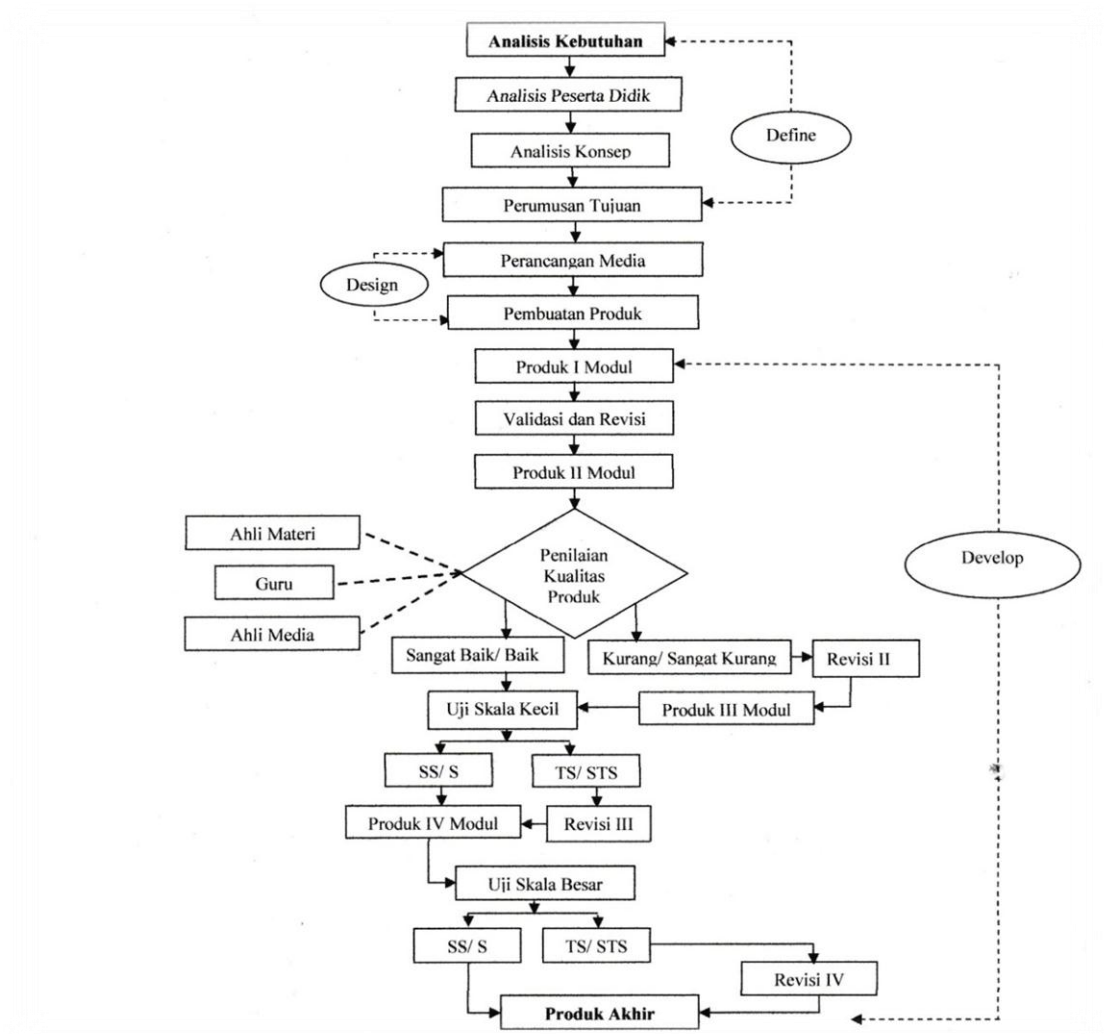 Analisis Kebutuhan
Analisis Peserta Didik
Define
Analisis Konsep
Perumusan Tujuan
Perancangan Media
Design
Pembuatan Produk
Produk I Modul
Validasi dan Revisi
Produk II Modul
Ahli Materi
Guru
Ahli Media
Penilaian
Kualitas
Produk
Develop
Sangat Baik/ Baik
Kurang/ Sangat Kurang
Revisi II
Uji Skala Kecil
Produk III Modul
SS/ S
TS/ STS
Produk IV Modul
Revisi III
Uji Skala Besar
SS/ S
TS/ STS
Revisi IV
Produk Akhir